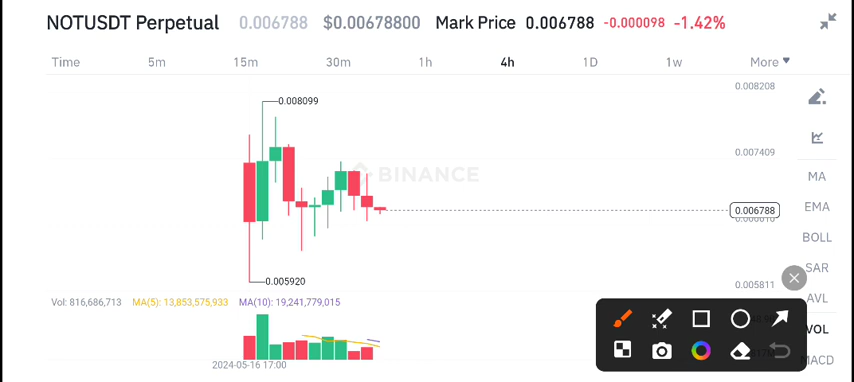 NOTUSDT Perpetual 0.006788 $0.00678800 Mark Price 0.006788 -0.000098 -1.42%
Time 5m 15m 30m 1h 4h 1D 1w More
0.008208
0.008099
0.007409
BINANCE
MA
0.006788
EMA
BOLL
SAR
0.005920
0.005811
AVL
Vol: 816,686,713 MA(5): 13,853,575,933 MA(10): 19,241,779,015
VOL
MACD
2024-05-16 17:00